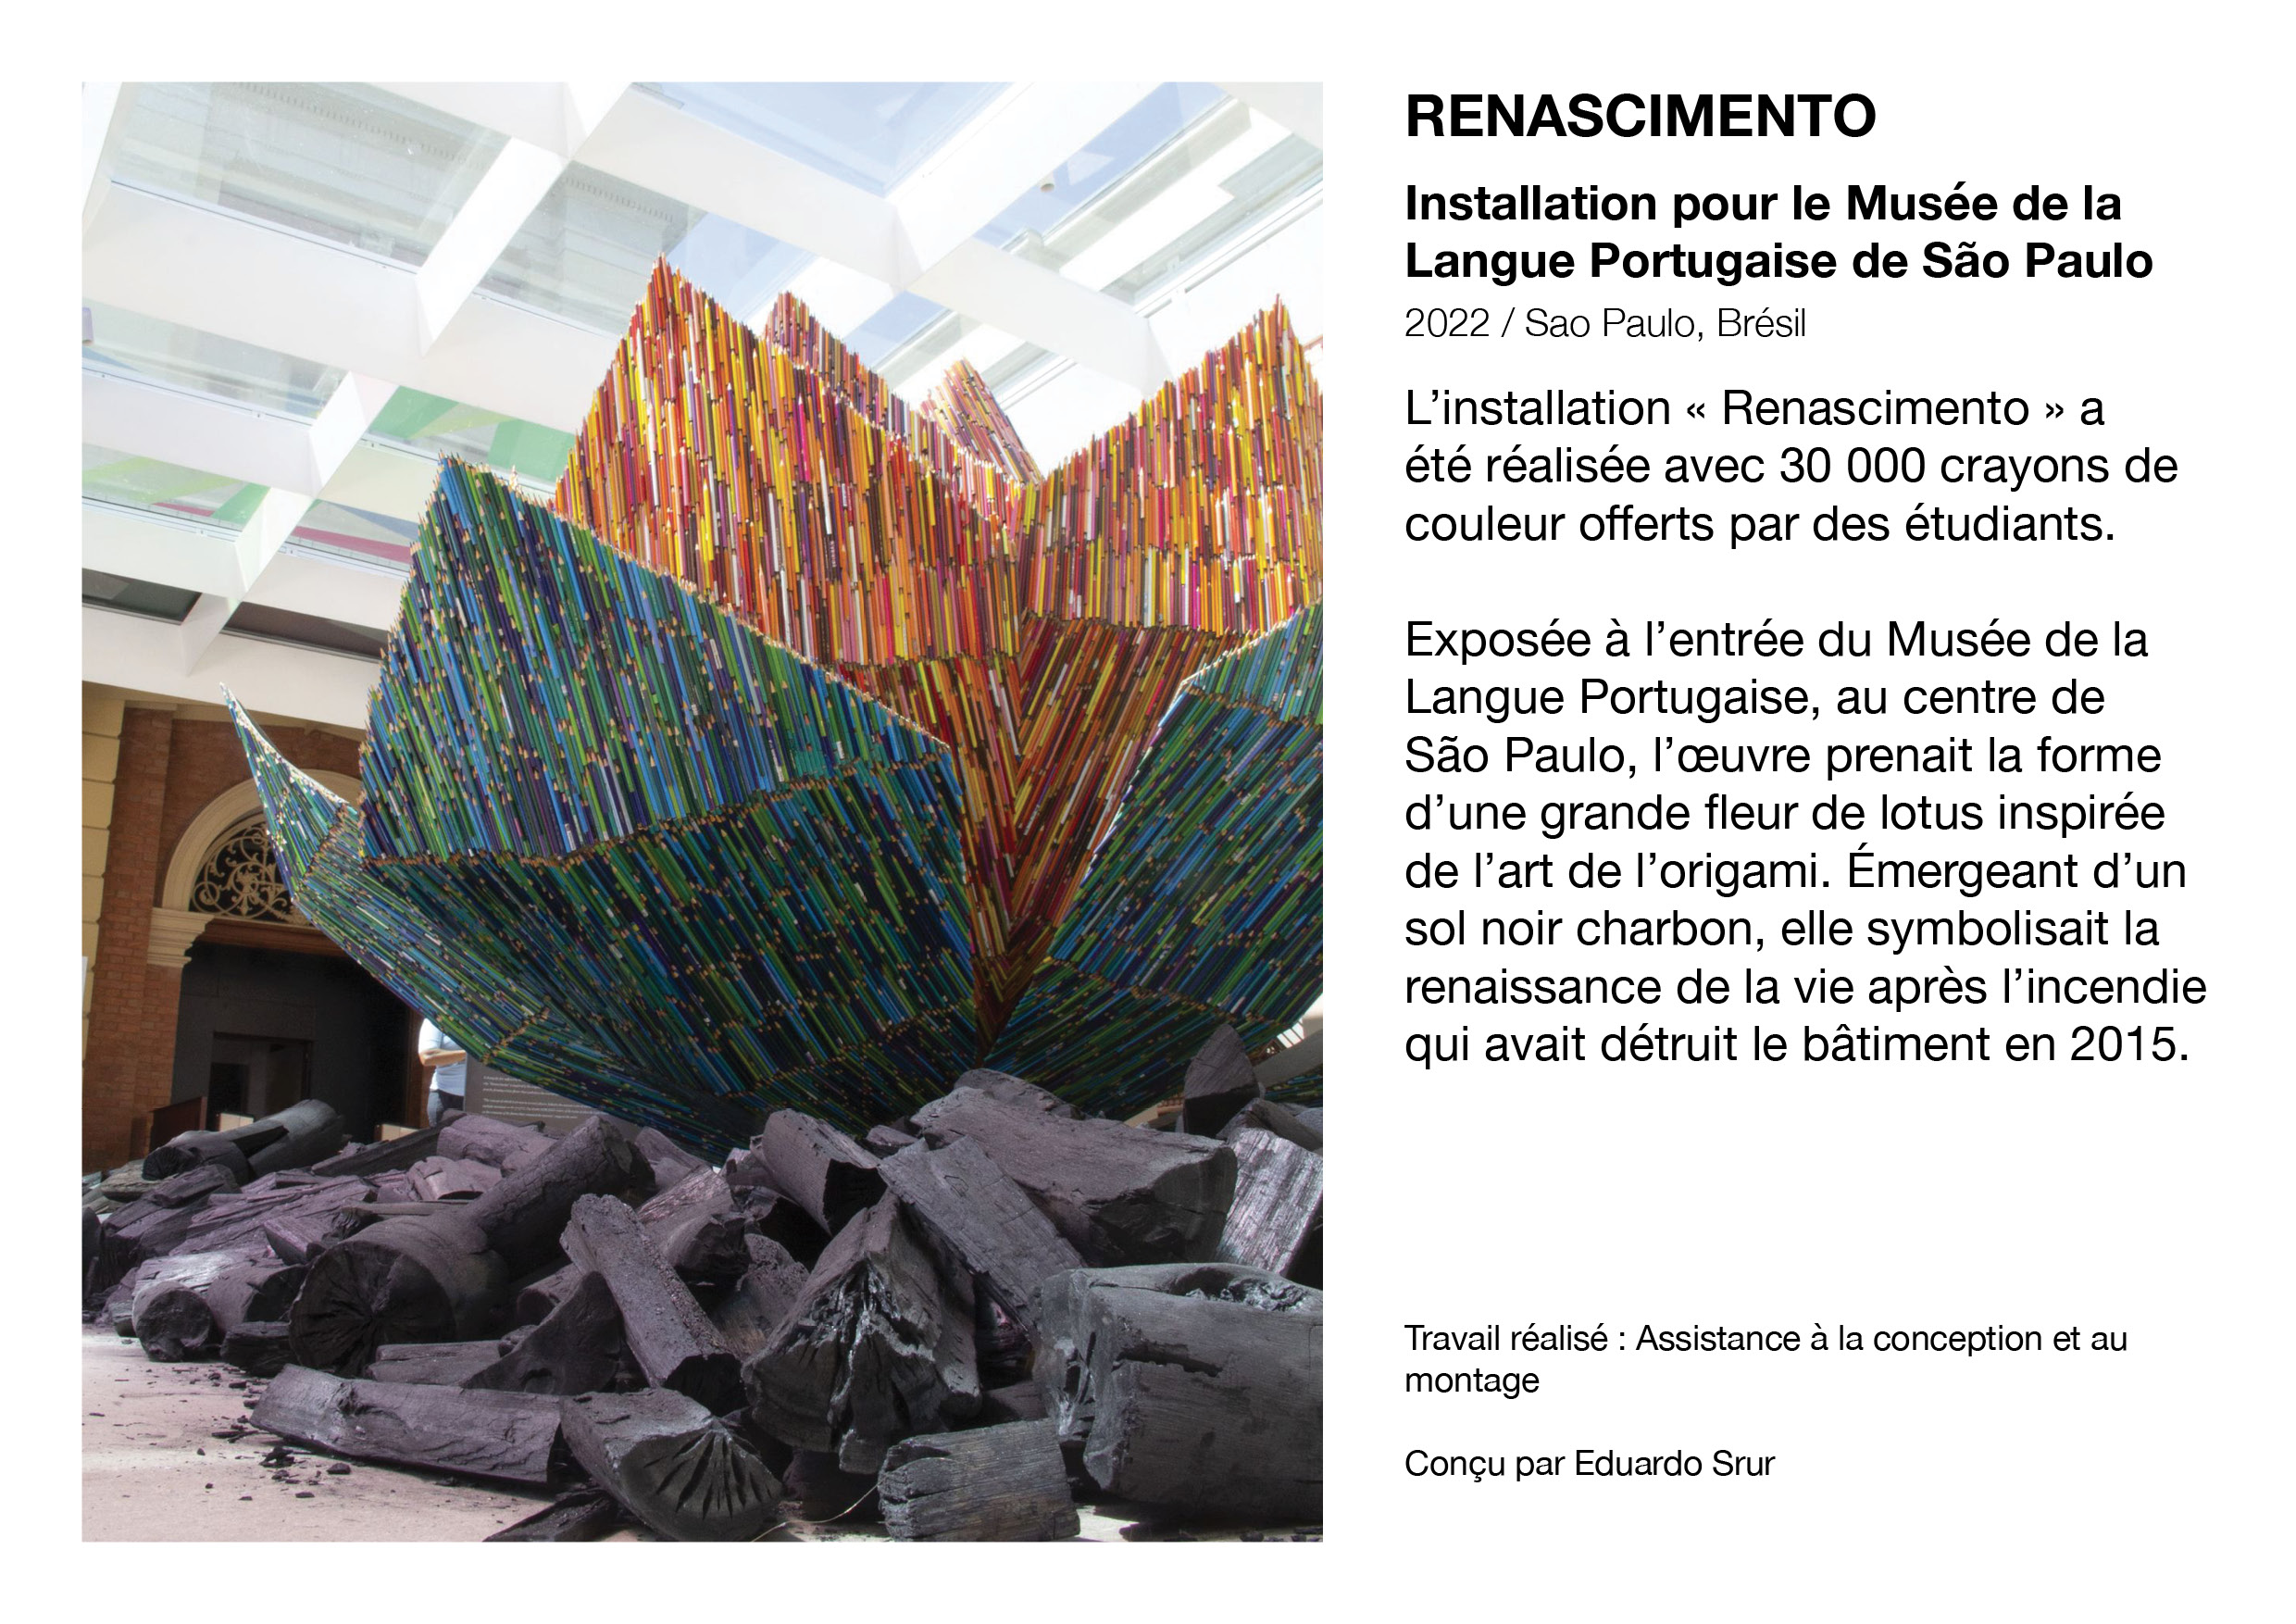 RENASCIMENTO
Installation pour le Musée de la
Langue Portugaise de São Paulo
2022 / Sao Paulo, Brésil
L’installation « Renascimento » a
été réalisée avec 30 000 crayons de
couleur offerts par des étudiants.
Exposée à l’entrée du Musée de la
Langue Portugaise, au centre de
São Paulo, l’œuvre prenait la forme
d’une grande fleur de lotus inspirée
de l’art de l’origami. Émergeant d’un
sol noir charbon, elle symbolisait la
renaissance de la vie après l’incendie
qui avait détruit le bâtiment en 2015.
Travail réalisé : Assistance à la conception et au
montage
Conçu par Eduardo Srur